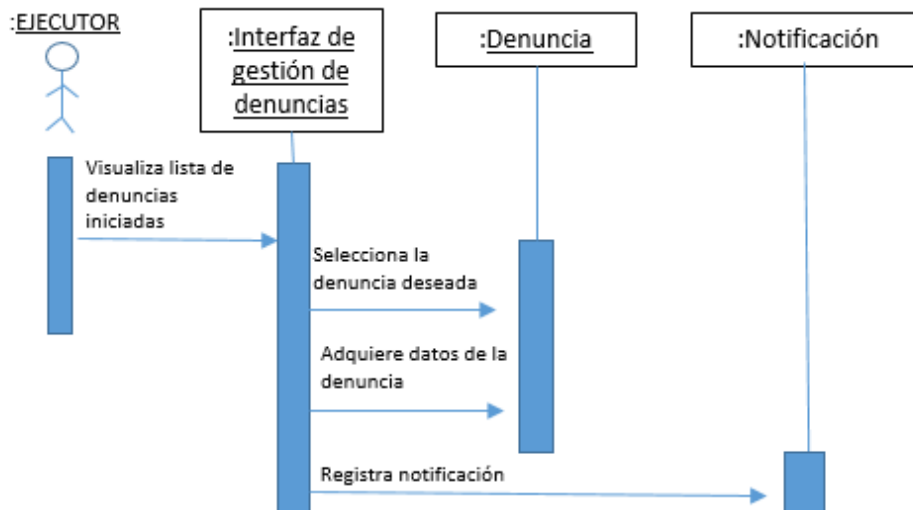 :EJECUTOR
:Interfaz de
gestión de
denuncias
:Denuncia
:Notificación
Visualiza lista de
denuncias
iniciadas
Selecciona la
denuncia deseada
Adquiere datos de la
denuncia
Registra notificación